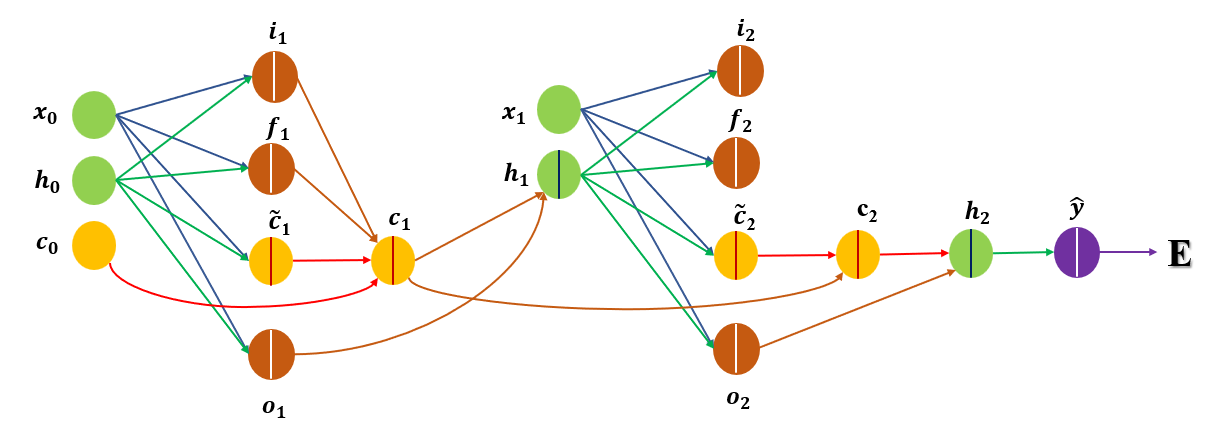 i₁
x₀
f₁
h₀
c̃₁
c₁
c₀
o₁
i₂
x₁
f₂
h₁
c̃₂
c₂
h₂
ŷ
E
o₂